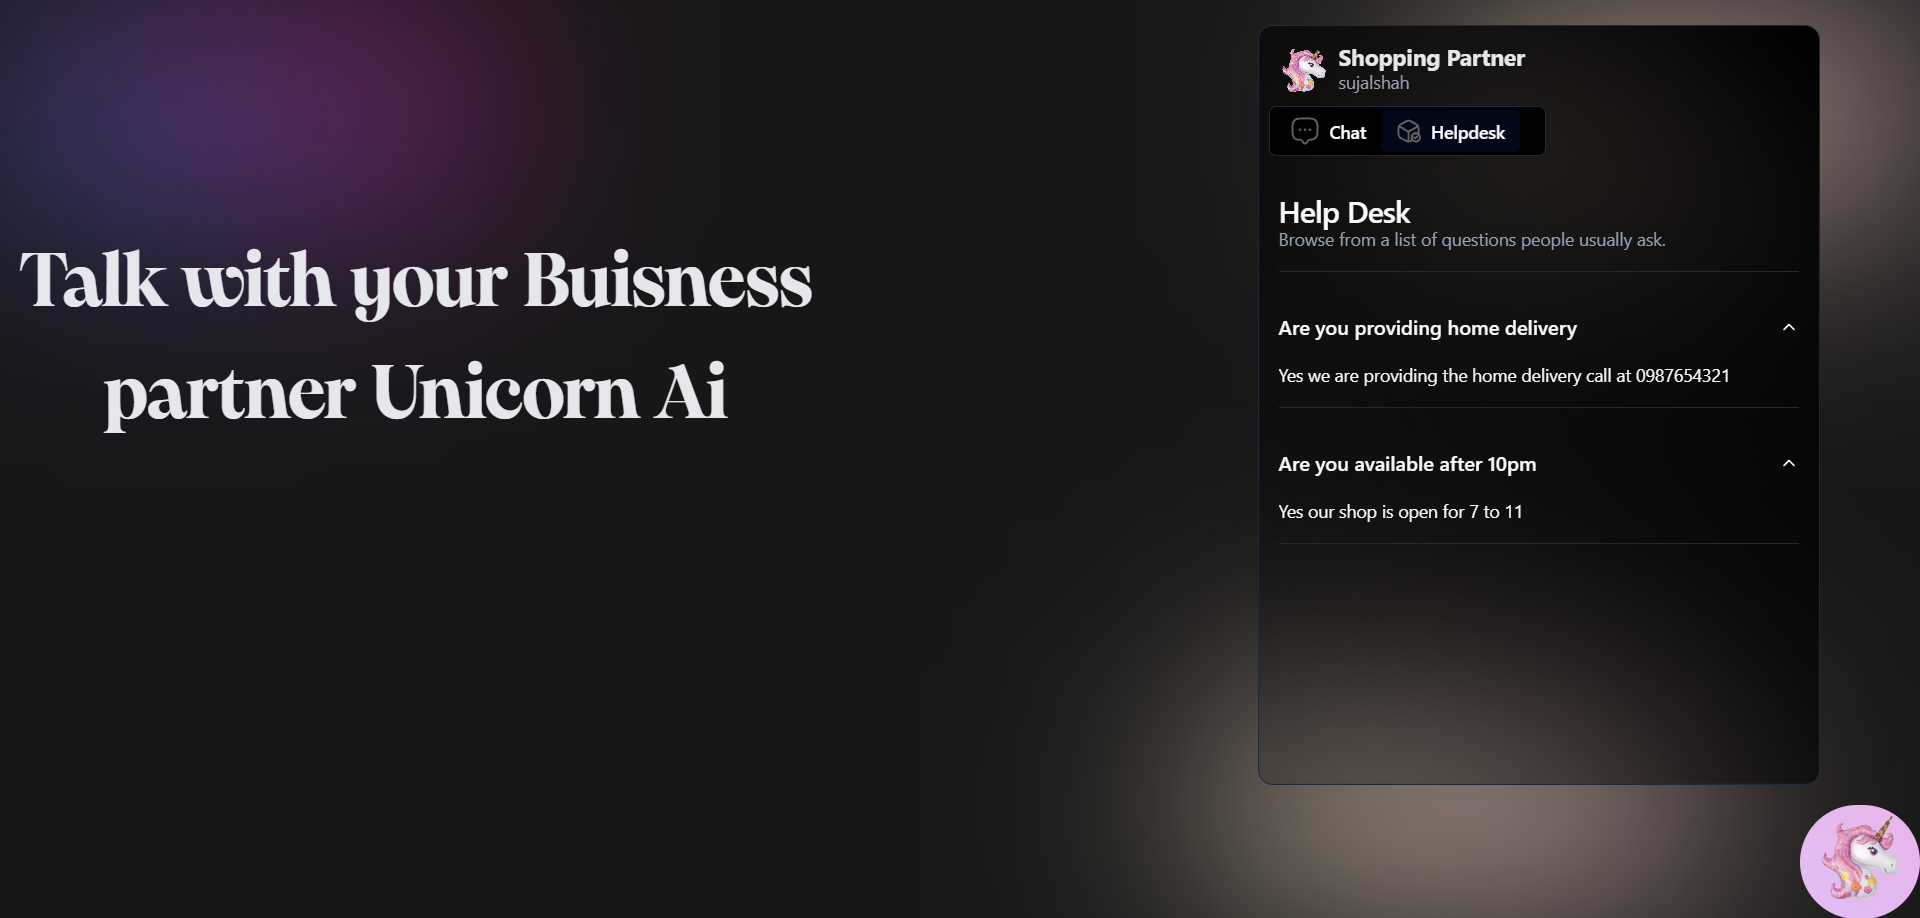 Talk with your Buisness
partner Unicorn Ai
Shopping Partner
sujalshah
Chat
Helpdesk
Help Desk
Browse from a list of questions people usually ask.
Are you providing home delivery
Yes we are providing the home delivery call at 0987654321
Are you available after 10pm
Yes our shop is open for 7 to 11